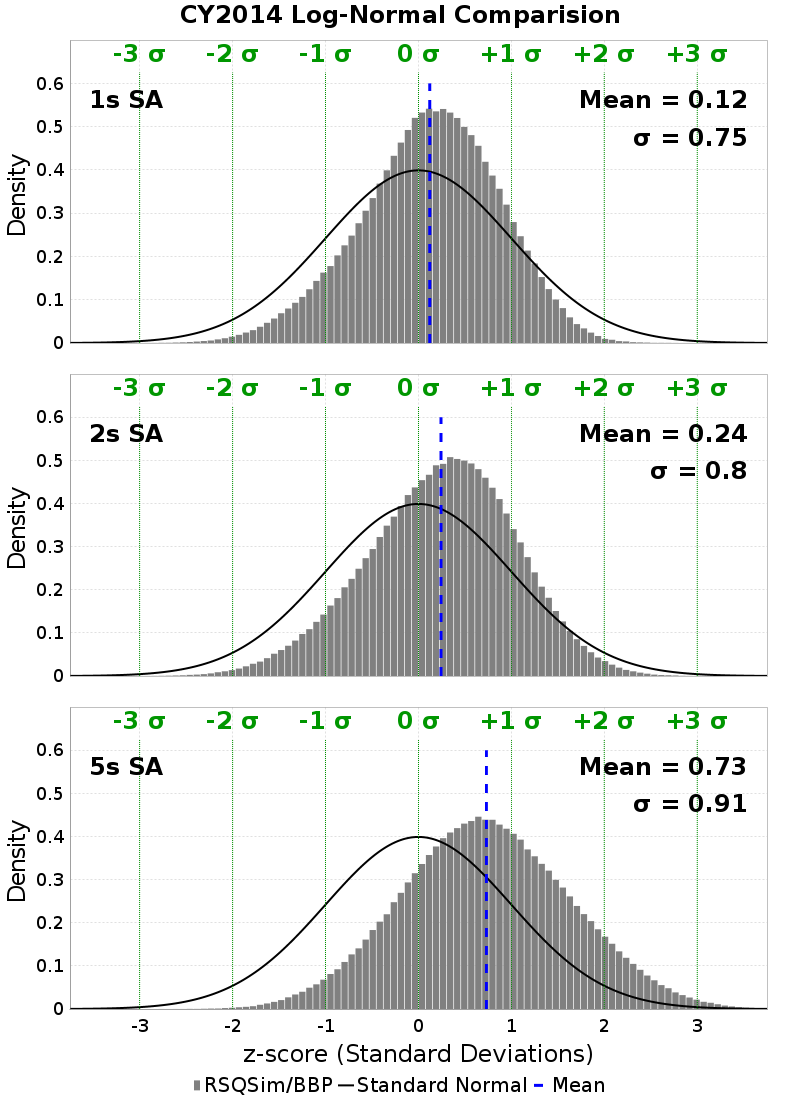 CY2014 Log-Normal Comparision
-3 σ -2 σ -1 σ 0 σ +1 σ +2 σ +3 σ
0.6
1s SA Mean = 0.12
0.5
σ = 0.75
Density
0.4
0.3
0.2
0.1
0
-3 σ -2 σ -1 σ 0 σ +1 σ +2 σ +3 σ
0.6
2s SA Mean = 0.24
0.5
σ = 0.8
Density
0.4
0.3
0.2
0.1
0
-3 σ -2 σ -1 σ 0 σ +1 σ +2 σ +3 σ
0.6
5s SA Mean = 0.73
0.5
σ = 0.91
Density
0.4
0.3
0.2
0.1
0
-3 -2 -1 0 1 2 3
z-score (Standard Deviations)
RSQSim/BBP Standard Normal Mean